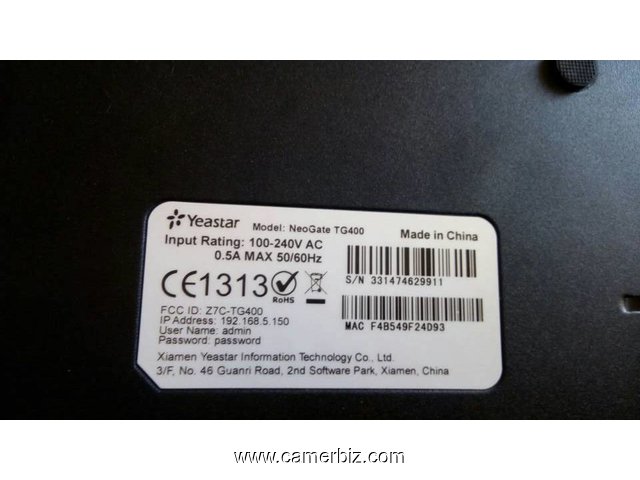 Yeastar Model: NeoGate TG400 Made in China
Input Rating: 100-240V AC
0.5A MAX 50/60Hz
S/N 331474629911
CE1313 RoHS
FCC ID: Z7C-TG400
IP Address: 192.168.5.150
User Name: admin
Password: password
MAC F4B549F24D93
Xiamen Yeastar Information Technology Co., Ltd.
3/F, No. 46 Guanri Road, 2nd Software Park, Xiamen, China
www.camerbiz.com